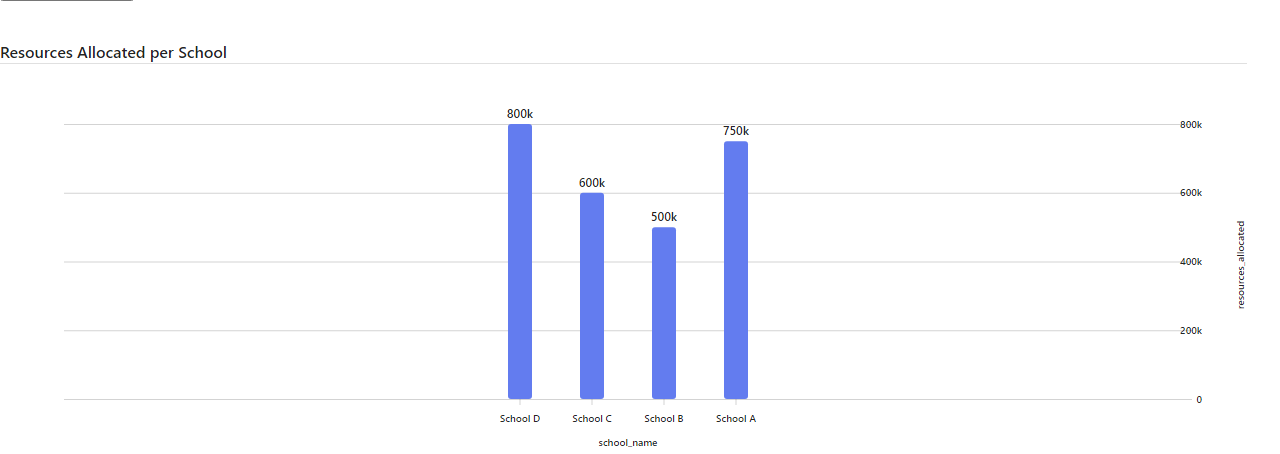 Resources Allocated per School
800k
750k
600k
500k
800k
600k
400k
200k
0
resources_allocated
School D School C School B School A
school_name